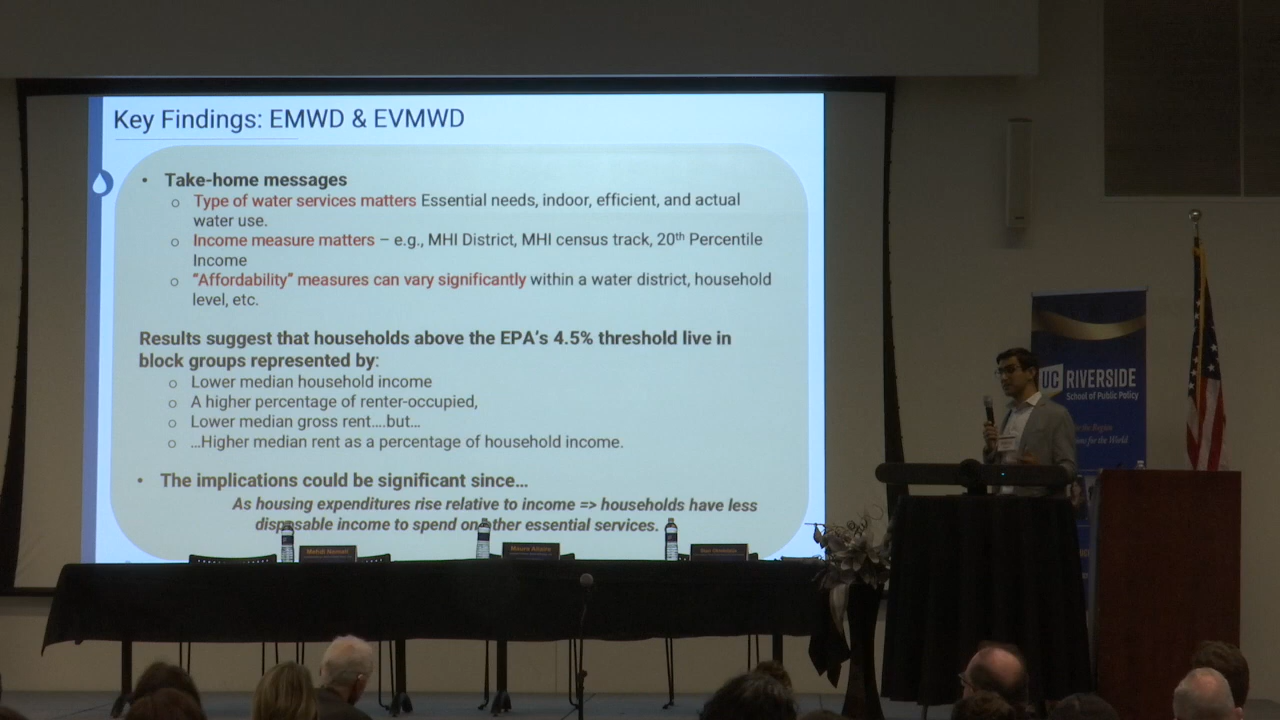 Key Findings: EMWD & EVMWD
• Take-home messages
o Type of water services matters Essential needs, indoor, efficient, and actual
water use.
o Income measure matters – e.g., MHI District, MHI census track, 20th Percentile
Income
o “Affordability” measures can vary significantly within a water district, household
level, etc.
Results suggest that households above the EPA’s 4.5% threshold live in
block groups represented by:
o Lower median household income
o A higher percentage of renter-occupied,
o Lower median gross rent....but...
o ...Higher median rent as a percentage of household income.
• The implications could be significant since...
As housing expenditures rise relative to income => households have less
disposable income to spend on other essential services.
UC RIVERSIDE
School of Public Policy
for the World
Mehdi Nemati